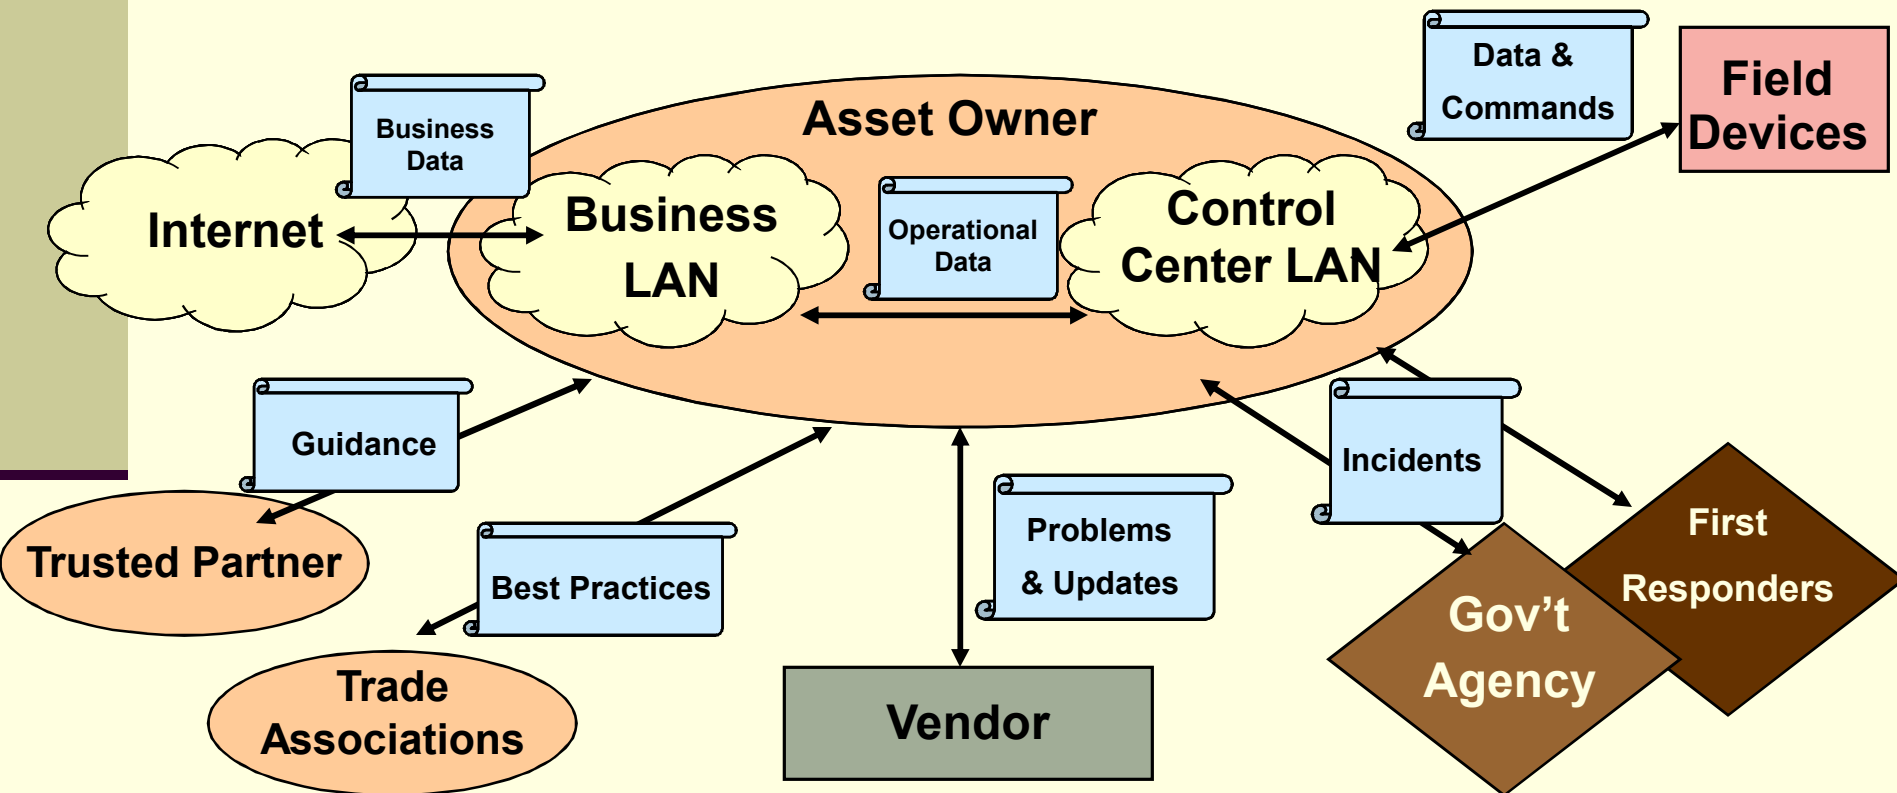 Data &
Commands
Field
Devices
Business
Data
Asset Owner
Internet
Business
LAN
Operational
Data
Control
Center LAN
Guidance
Incidents
Trusted Partner
Best Practices
Problems
& Updates
First
Responders
Gov’t
Agency
Trade
Associations
Vendor